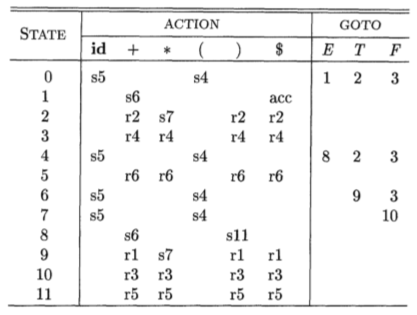 STATE ACTION GOTO
id + * ( ) $ E T F
0 s5 s4 1 2 3
1 s6 acc
2 r2 s7 r2 r2
3 r4 r4 r4 r4
4 s5 s4 8 2 3
5 r6 r6 r6 r6
6 s5 s4 9 3
7 s5 s4 10
8 s6 s11
9 r1 s7 r1 r1
10 r3 r3 r3 r3
11 r5 r5 r5 r5